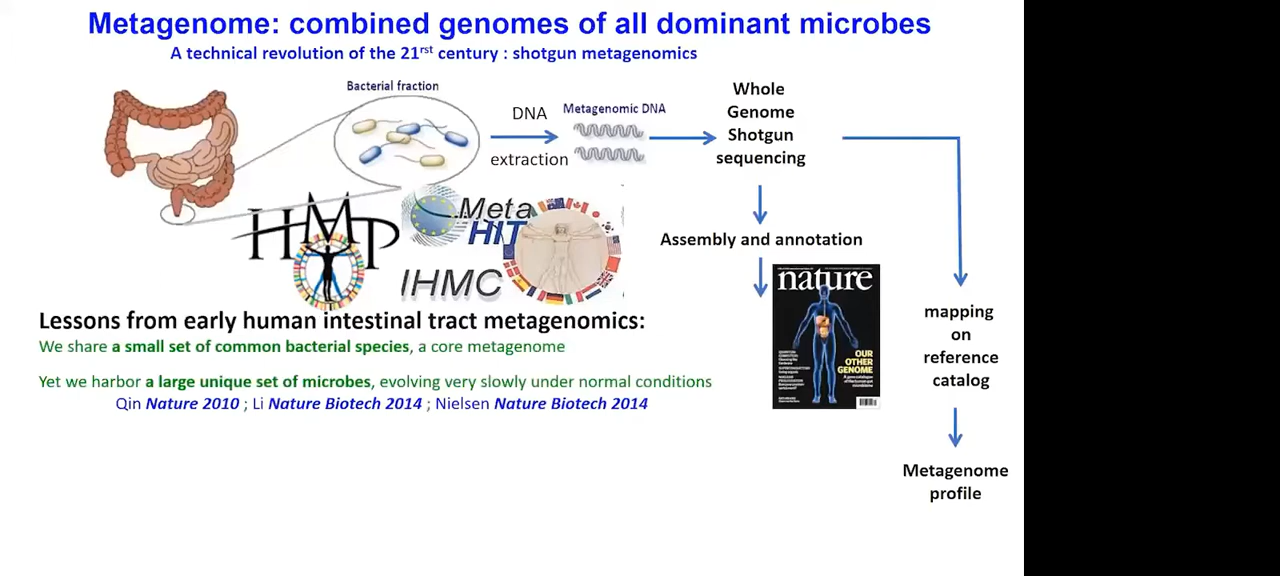 Metagenome: combined genomes of all dominant microbes
A technical revolution of the 21rst century : shotgun metagenomics
Bacterial fraction
DNA
extraction
Metagenomic DNA
Whole
Genome
Shotgun
sequencing
HMP
Meta
HIT
IHMC
Assembly and annotation
nature
OUR
OTHER
GENOME
mapping
on
reference
catalog
Metagenome
profile
Lessons from early human intestinal tract metagenomics:
We share a small set of common bacterial species, a core metagenome
Yet we harbor a large unique set of microbes, evolving very slowly under normal conditions
Qin Nature 2010 ; Li Nature Biotech 2014 ; Nielsen Nature Biotech 2014